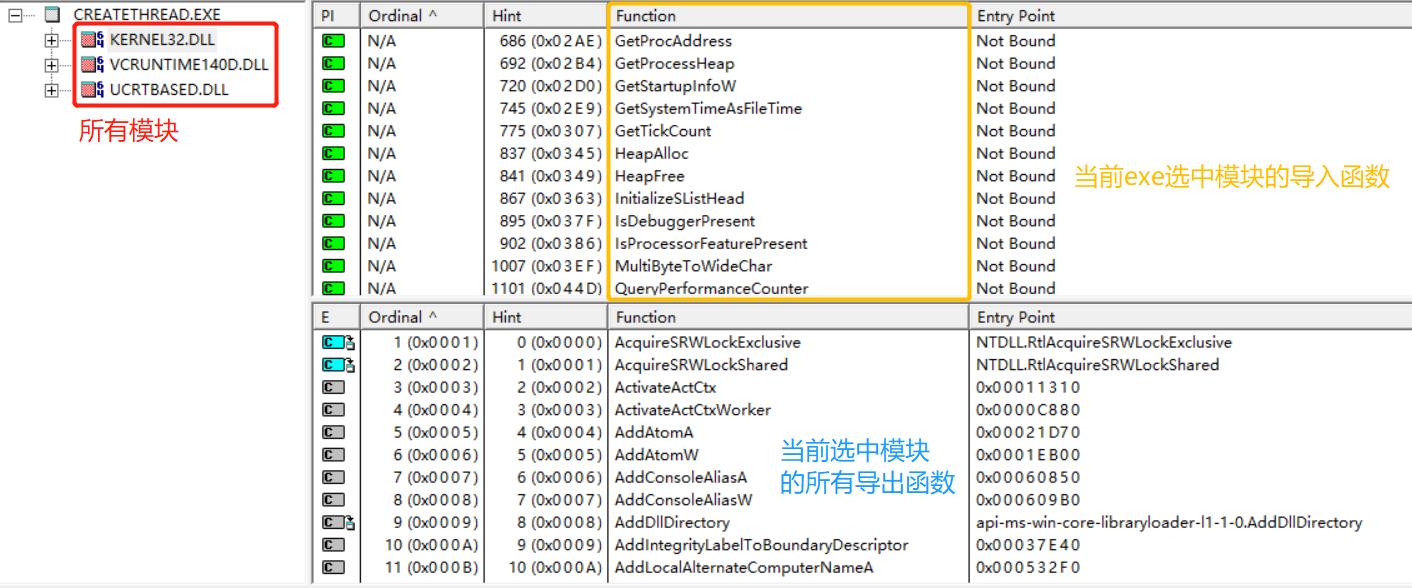 CREATETHREAD.EXE
KERNEL32.DLL
VCRUNTIME140D.DLL
UCRTBASED.DLL
所有模块
PI Ordinal ^ Hint Function Entry Point
N/A 686 (0x02AE) GetProcAddress Not Bound
N/A 692 (0x02B4) GetProcessHeap Not Bound
N/A 720 (0x02D0) GetStartupInfoW Not Bound
N/A 745 (0x02E9) GetSystemTimeAsFileTime Not Bound
N/A 775 (0x0307) GetTickCount Not Bound
N/A 837 (0x0345) HeapAlloc Not Bound
N/A 841 (0x0349) HeapFree Not Bound
N/A 867 (0x0363) InitializeSListHead Not Bound
N/A 895 (0x037F) IsDebuggerPresent Not Bound
N/A 902 (0x0386) IsProcessorFeaturePresent Not Bound
N/A 1007 (0x03EF) MultiByteToWideChar Not Bound
N/A 1101 (0x044D) QueryPerformanceCounter Not Bound
当前exe选中模块的导入函数
E Ordinal ^ Hint Function Entry Point
1 (0x0001) 0 (0x0000) AcquireSRWLockExclusive NTDLL.RtlAcquireSRWLockExclusive
2 (0x0002) 1 (0x0001) AcquireSRWLockShared NTDLL.RtlAcquireSRWLockShared
3 (0x0003) 2 (0x0002) ActivateActCtx 0x00011310
4 (0x0004) 3 (0x0003) ActivateActCtxWorker 0x0000C880
5 (0x0005) 4 (0x0004) AddAtomA 0x00021D70
6 (0x0006) 5 (0x0005) AddAtomW 0x0001EB00
7 (0x0007) 6 (0x0006) AddConsoleAliasA 0x00060850
8 (0x0008) 7 (0x0007) AddConsoleAliasW 0x000609B0
9 (0x0009) 8 (0x0008) AddDllDirectory api-ms-win-core-libraryloader-l1-1-0.AddDllDirectory
10 (0x000A) 9 (0x0009) AddIntegrityLabelToBoundaryDescriptor 0x00037E40
11 (0x000B) 10 (0x000A) AddLocalAlternateComputerNameA 0x000532F0
当前选中模块
的所有导出函数